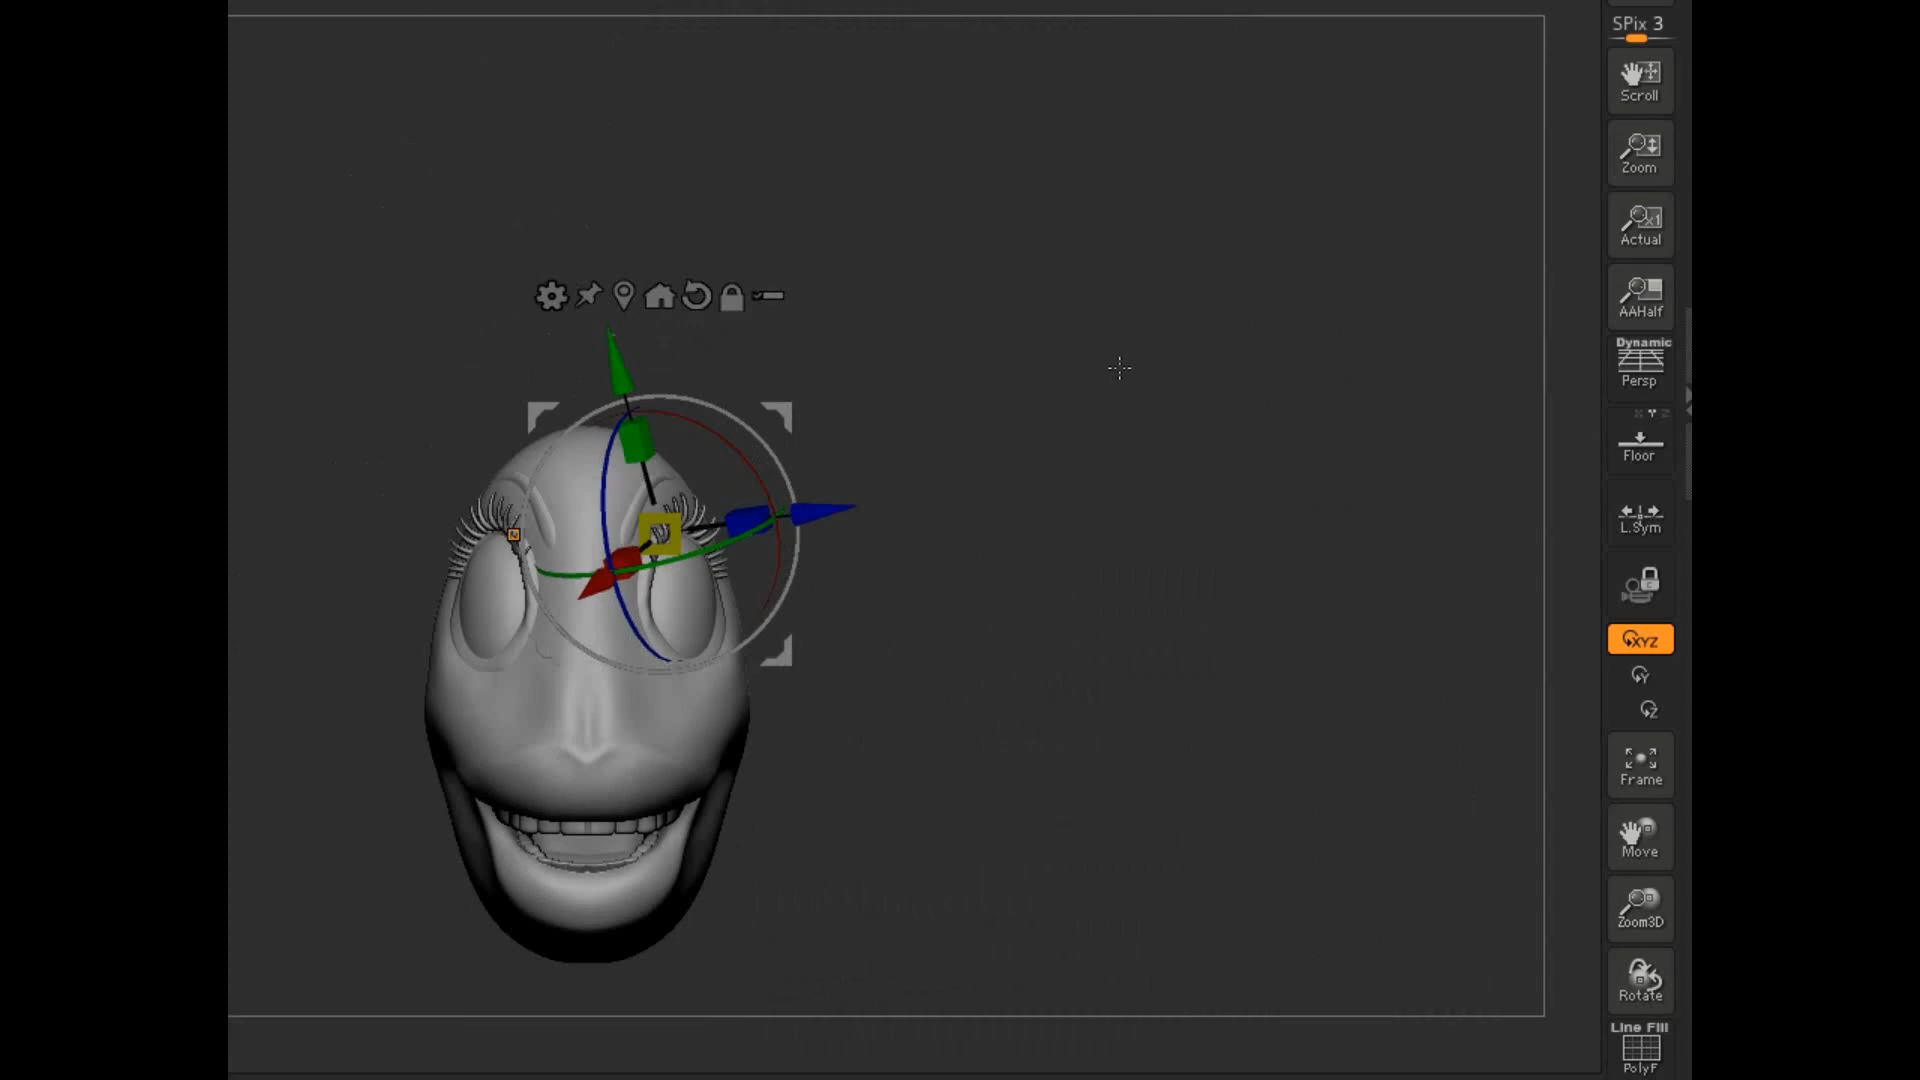 SPix 3
Scroll
Zoom
Actual
AAHalf
Dynamic
Persp
X Y Z
Floor
L.Sym
XYZ
Y
Z
Frame
Move
Zoom3D
Rotate
Line Fill
PolyF